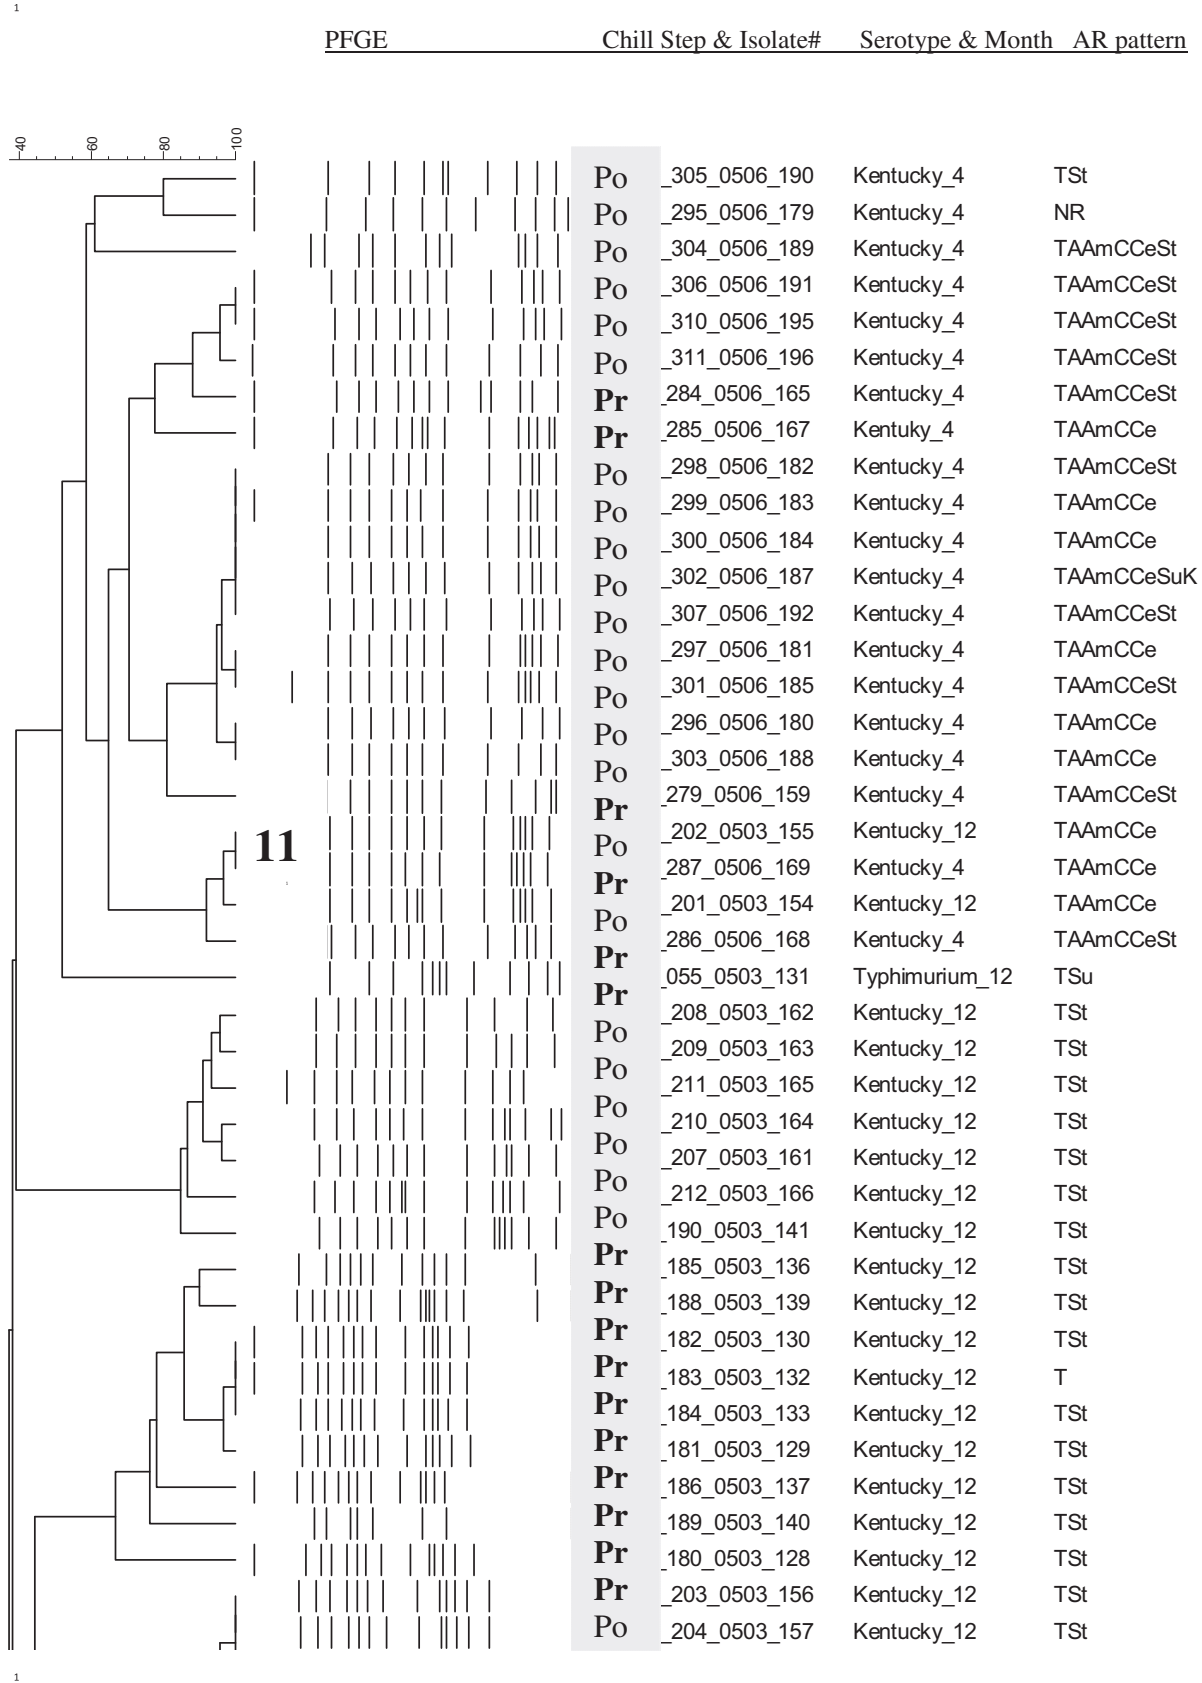 1
PFGE Chill Step & Isolate# Serotype & Month AR pattern
40 60 80 100
Po _305_0506_190 Kentucky_4 TSt
Po _295_0506_179 Kentucky_4 NR
Po _304_0506_189 Kentucky_4 TAAmCCeSt
Po _306_0506_191 Kentucky_4 TAAmCCeSt
Po _310_0506_195 Kentucky_4 TAAmCCeSt
Po _311_0506_196 Kentucky_4 TAAmCCeSt
Pr _284_0506_165 Kentucky_4 TAAmCCeSt
Pr _285_0506_167 Kentuky_4 TAAmCCe
Po _298_0506_182 Kentucky_4 TAAmCCeSt
Po _299_0506_183 Kentucky_4 TAAmCCe
Po _300_0506_184 Kentucky_4 TAAmCCe
Po _302_0506_187 Kentucky_4 TAAmCCeSuK
Po _307_0506_192 Kentucky_4 TAAmCCeSt
Po _297_0506_181 Kentucky_4 TAAmCCe
Po _301_0506_185 Kentucky_4 TAAmCCeSt
Po _296_0506_180 Kentucky_4 TAAmCCe
Po _303_0506_188 Kentucky_4 TAAmCCe
Pr _279_0506_159 Kentucky_4 TAAmCCeSt
11 Po _202_0503_155 Kentucky_12 TAAmCCe
Pr _287_0506_169 Kentucky_4 TAAmCCe
Po _201_0503_154 Kentucky_12 TAAmCCe
Pr _286_0506_168 Kentucky_4 TAAmCCeSt
Pr _055_0503_131 Typhimurium_12 TSu
_208_0503_162 Kentucky_12 TSt
Po _209_0503_163 Kentucky_12 TSt
Po _211_0503_165 Kentucky_12 TSt
Po _210_0503_164 Kentucky_12 TSt
Po _207_0503_161 Kentucky_12 TSt
Po _212_0503_166 Kentucky_12 TSt
Po _190_0503_141 Kentucky_12 TSt
Pr _185_0503_136 Kentucky_12 TSt
Pr _188_0503_139 Kentucky_12 TSt
Pr _182_0503_130 Kentucky_12 TSt
Pr _183_0503_132 Kentucky_12 T
Pr _184_0503_133 Kentucky_12 TSt
Pr _181_0503_129 Kentucky_12 TSt
Pr _186_0503_137 Kentucky_12 TSt
Pr _189_0503_140 Kentucky_12 TSt
Pr _180_0503_128 Kentucky_12 TSt
Pr _203_0503_156 Kentucky_12 TSt
Po _204_0503_157 Kentucky_12 TSt
1